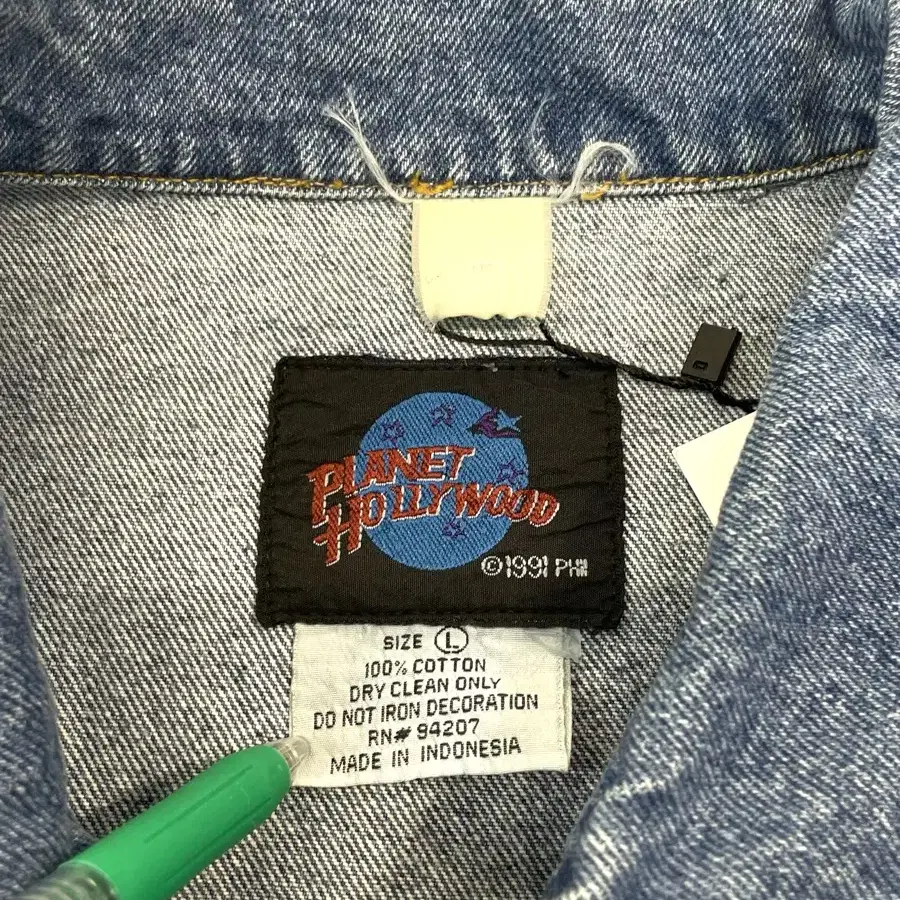 PLANET
HOLLYWOOD
©1991 PHI
SIZE L
100% COTTON
DRY CLEAN ONLY
DO NOT IRON DECORATION
RN# 94207
MADE IN INDONESIA